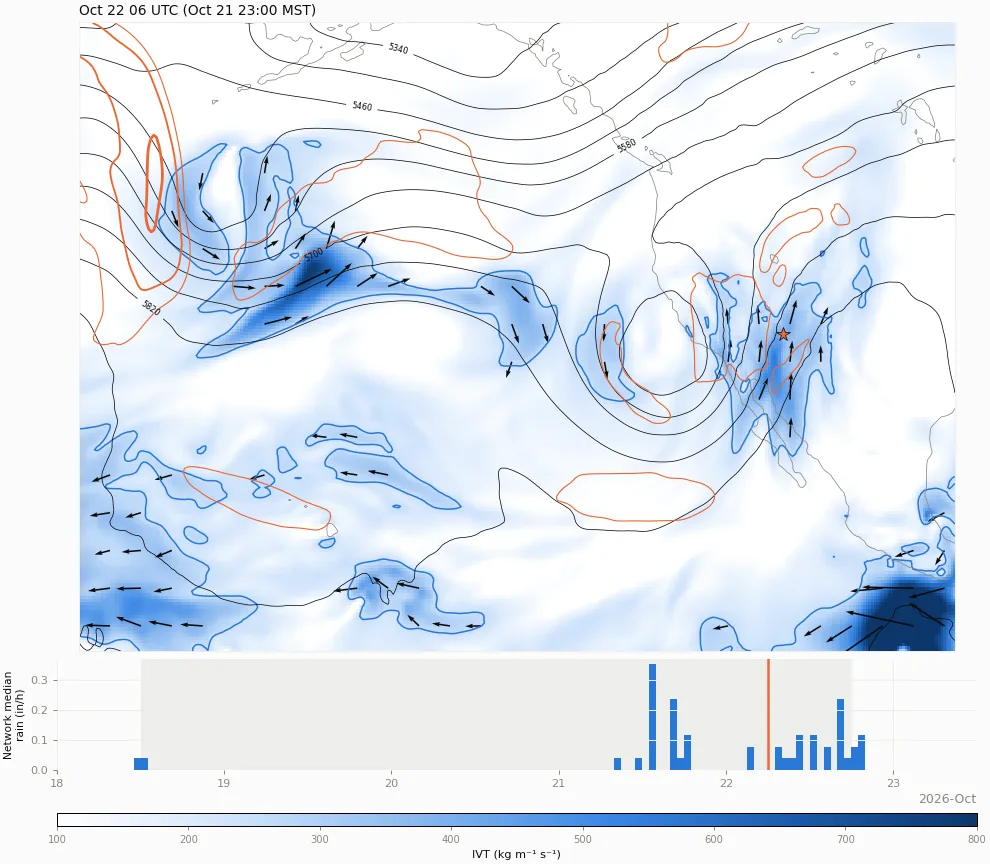 Oct 22 06 UTC (Oct 21 23:00 MST)
5340
5460
5580
5700
5820
Network median
rain (in/h)
0.3
0.2
0.1
0.0
18 19 20 21 22 23
2026-Oct
100 200 300 400 500 600 700 800
IVT (kg m⁻¹ s⁻¹)